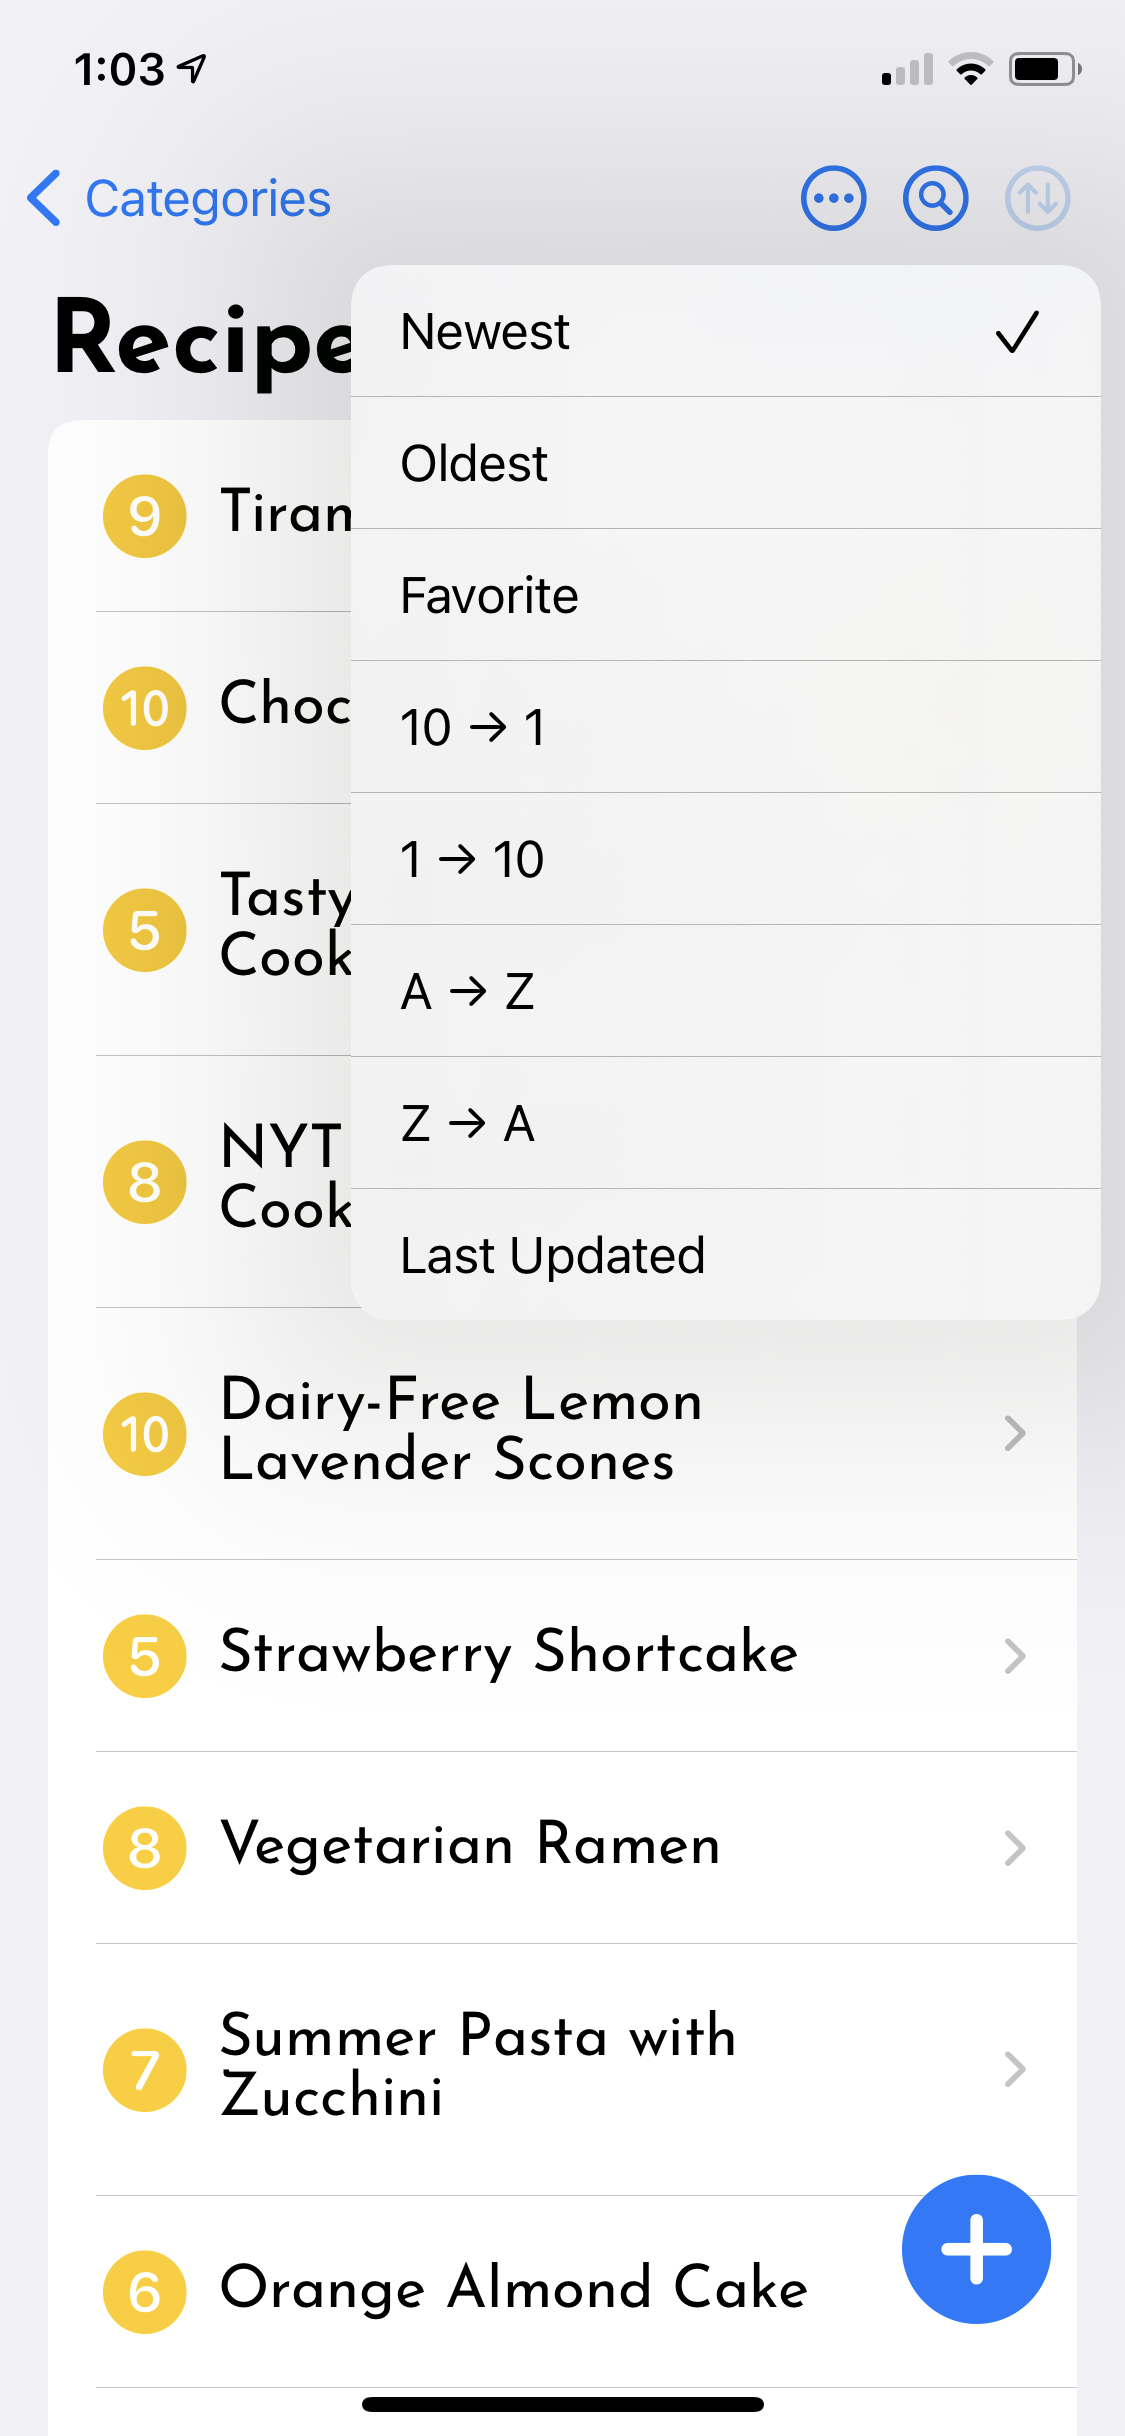 1:03
Categories
Recipe
Newest
Oldest
Favorite
10 → 1
1 → 10
A → Z
Z → A
Last Updated
9
10 Choc
5 Tasty
Cook
8 NYT
Cook
10 Dairy-Free Lemon
Lavender Scones
5 Strawberry Shortcake
8 Vegetarian Ramen
7 Summer Pasta with
Zucchini
6 Orange Almond Cake